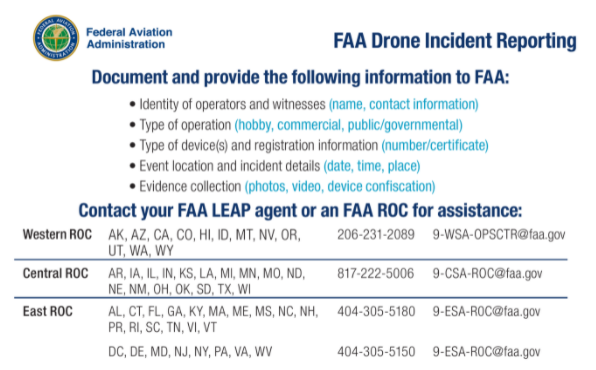 Federal Aviation
Administration
FAA Drone Incident Reporting
Document and provide the following information to FAA:
• Identity of operators and witnesses (name, contact information)
• Type of operation (hobby, commercial, public/governmental)
• Type of device(s) and registration information (number/certificate)
• Event location and incident details (date, time, place)
• Evidence collection (photos, video, device confiscation)
Contact your FAA LEAP agent or an FAA ROC for assistance:
Western ROC AK, AZ, CA, CO, HI, ID, MT, NV, OR, 206-231-2089 9-WSA-OPSCTR@faa.gov
UT, WA, WY
Central ROC AR, IA, IL, IN, KS, LA, MI, MN, MO, ND, 817-222-5006 9-CSA-ROC@faa.gov
NE, NM, OH, OK, SD, TX, WI
East ROC AL, CT, FL, GA, KY, MA, ME, MS, NC, NH, 404-305-5180 9-ESA-ROC@faa.gov
PR, RI, SC, TN, VI, VT
DC, DE, MD, NJ, NY, PA, VA, WV 404-305-5150 9-ESA-ROC@faa.gov